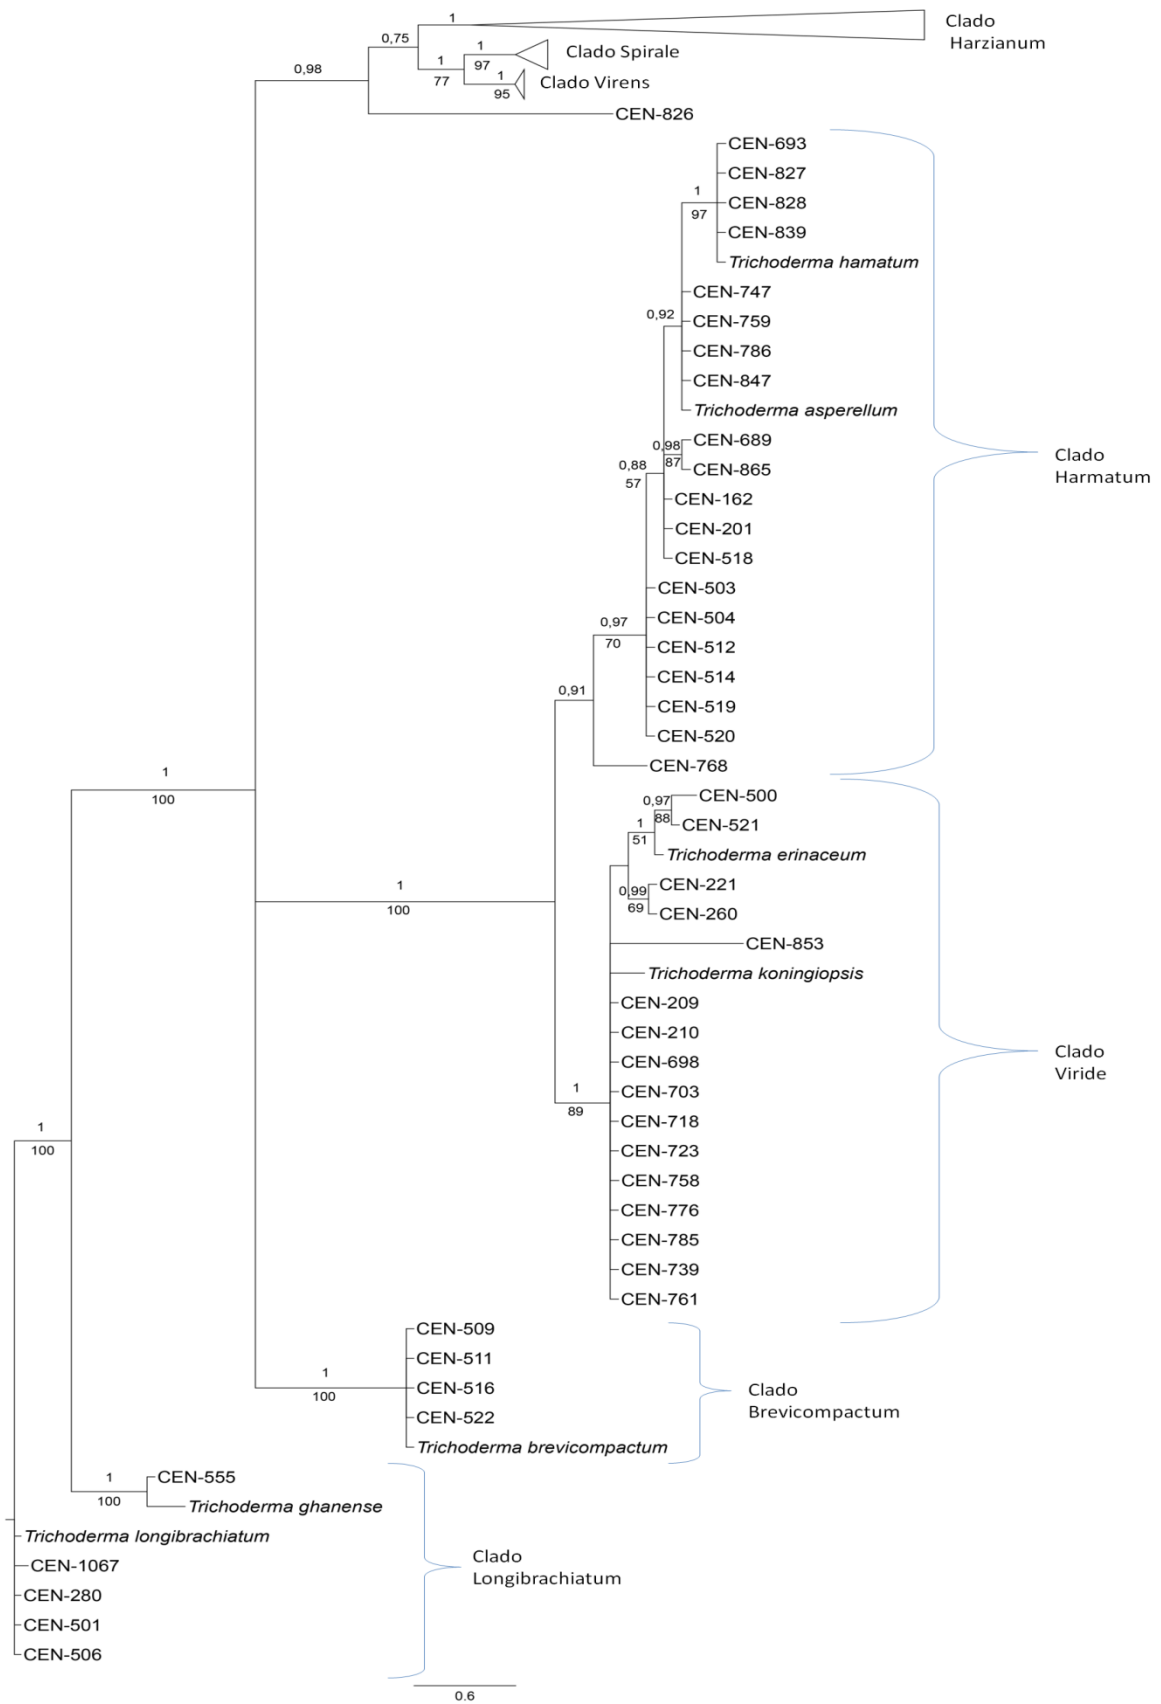 1
Clado
Harzianum
0,75
1
97
Clado Spirale
1
77
1
95
Clado Virens
0,98
CEN-826
CEN-693
CEN-827
1
97
CEN-828
CEN-839
Trichoderma hamatum
CEN-747
0,92
CEN-759
CEN-786
CEN-847
Trichoderma asperellum
0,98
87
CEN-689
CEN-865
0,88
57
CEN-162
CEN-201
CEN-518
Clado
Harmatum
CEN-503
CEN-504
0,97
70
CEN-512
CEN-514
CEN-519
CEN-520
0,91
CEN-768
1
100
0,97
88
CEN-500
CEN-521
1
51
Trichoderma erinaceum
0,99
69
CEN-221
CEN-260
1
100
CEN-853
Trichoderma koningiopsis
CEN-209
CEN-210
CEN-698
Clado
Viride
1
89
CEN-703
CEN-718
CEN-723
CEN-758
CEN-776
CEN-785
CEN-739
CEN-761
1
100
CEN-509
CEN-511
1
100
CEN-516
CEN-522
Trichoderma brevicompactum
Clado
Brevicompactum
1
100
CEN-555
Trichoderma ghanense
Trichoderma longibrachiatum
CEN-1067
CEN-280
CEN-501
CEN-506
Clado
Longibrachiatum
0.6